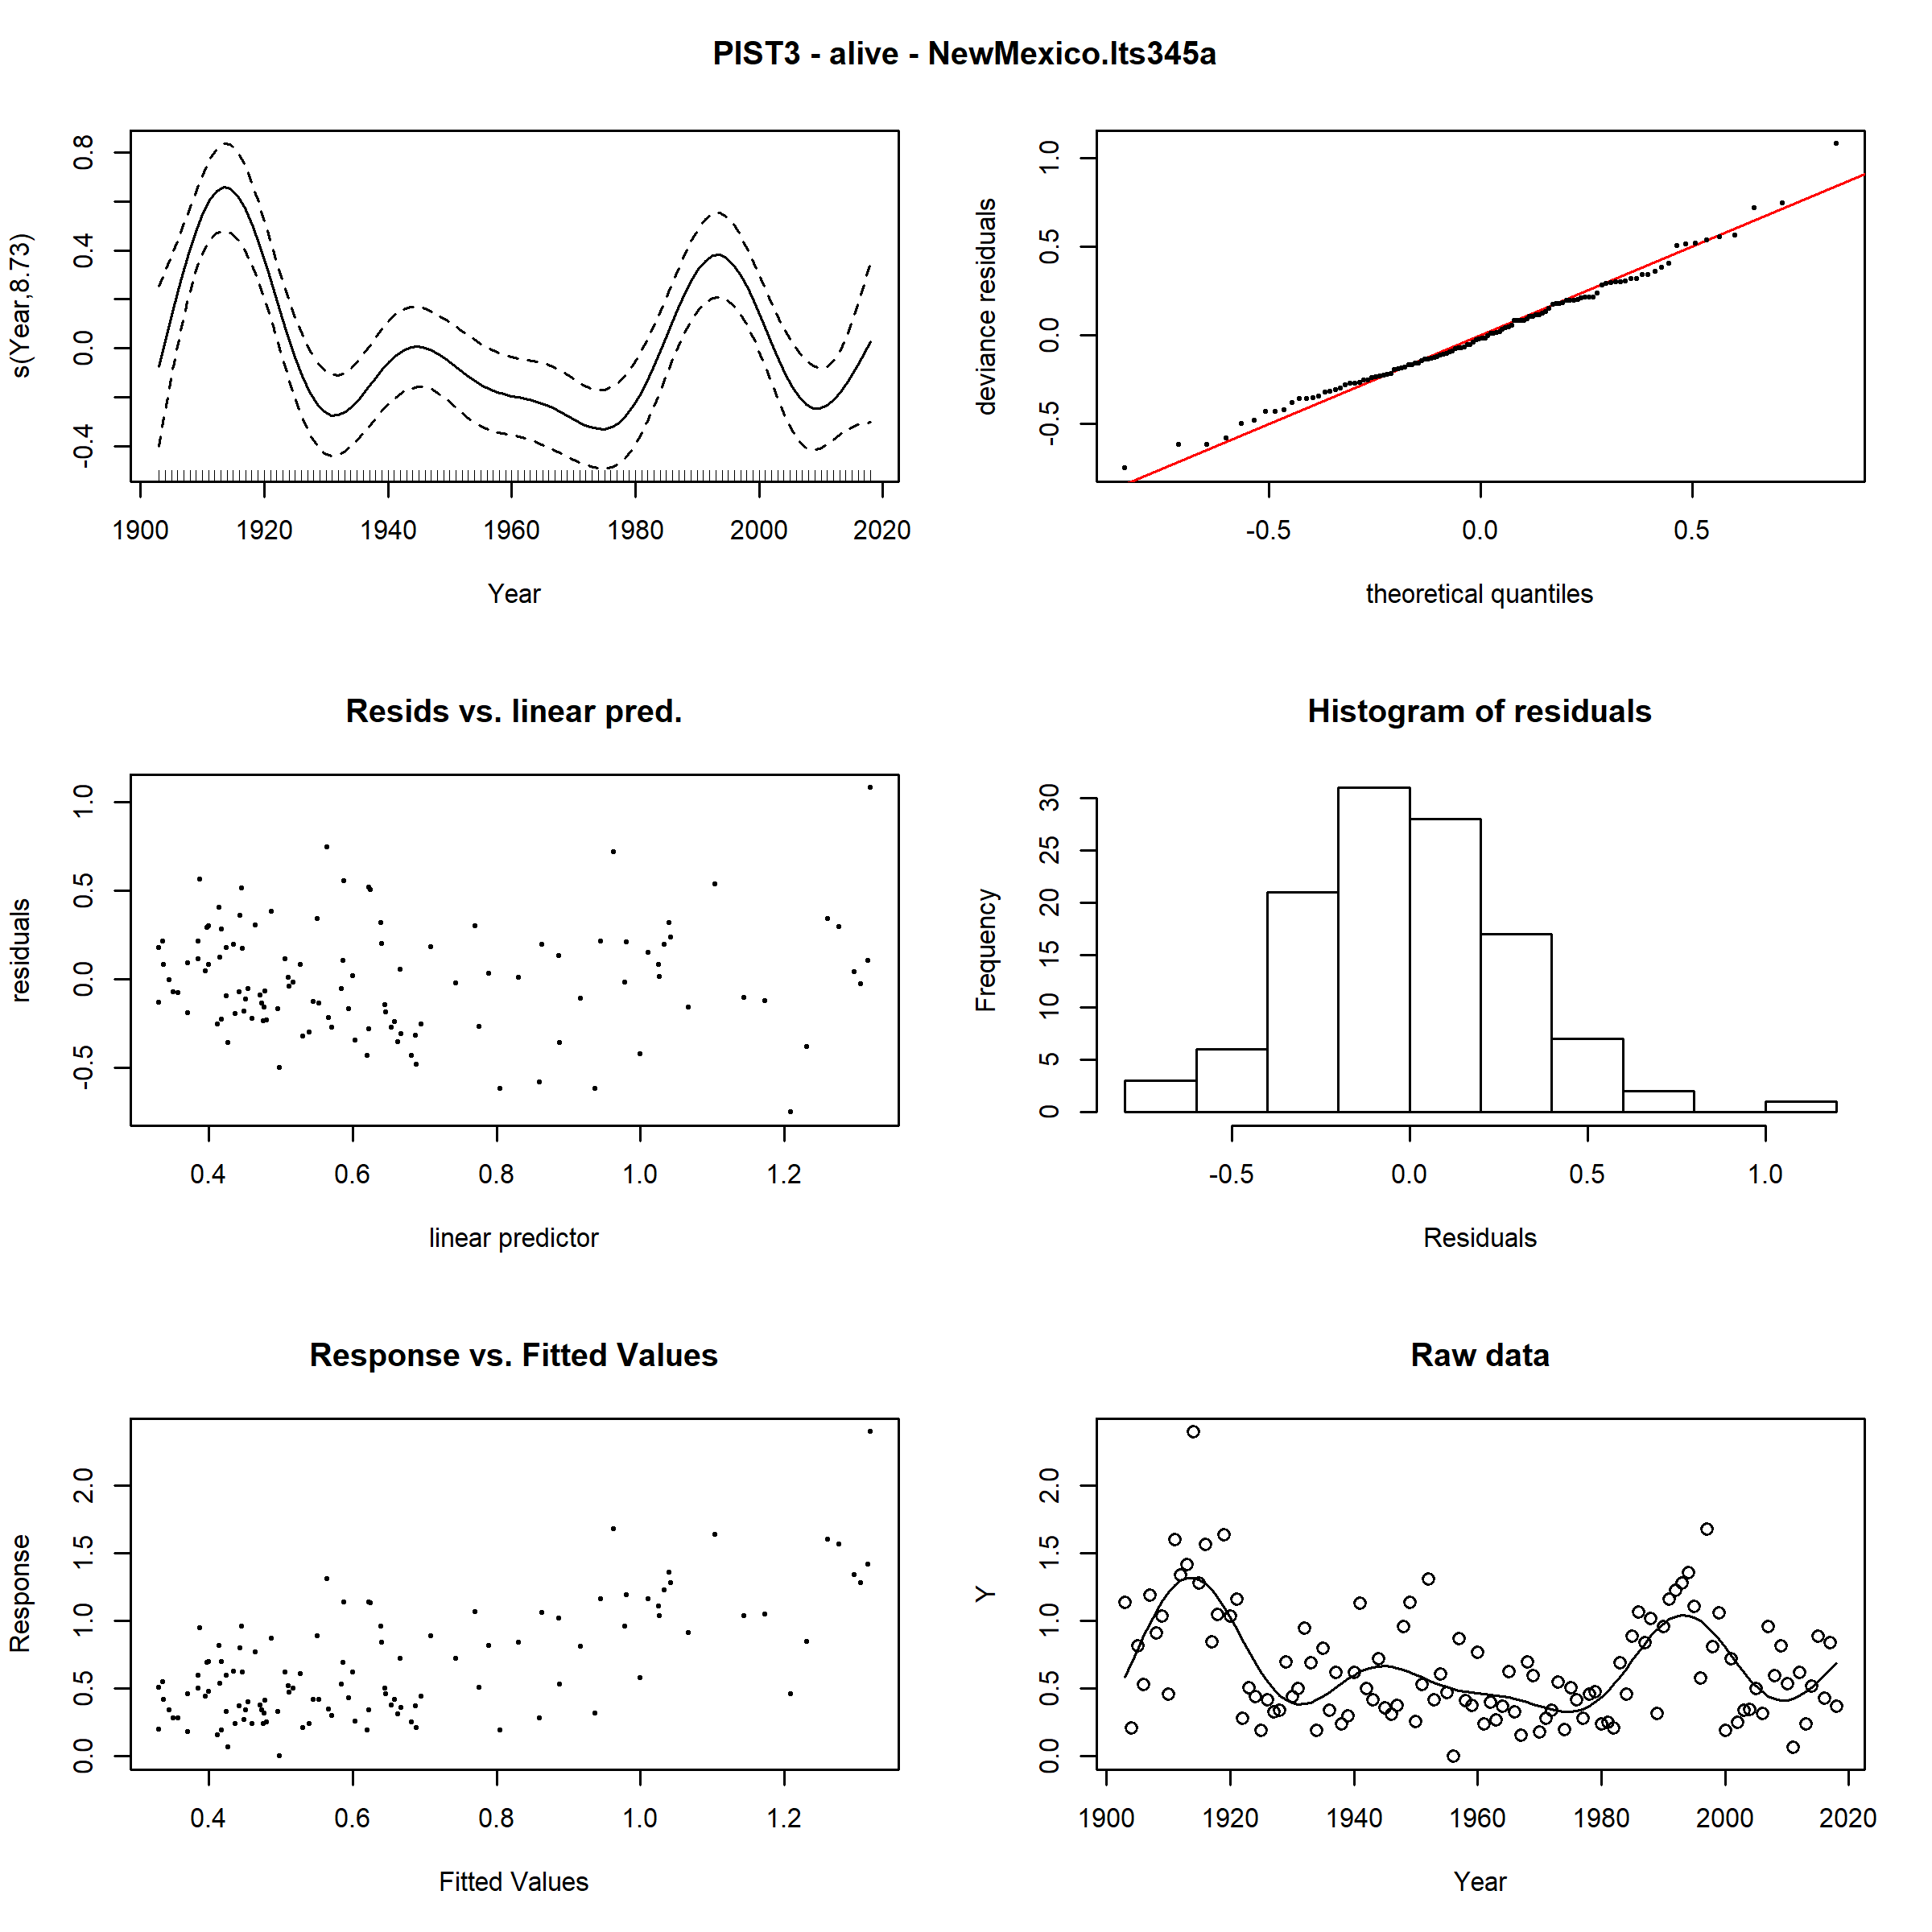 PIST3 - alive - NewMexico.lts345a
s(Year,8.73)
-0.4 0.0 0.4 0.8
1900 1920 1940 1960 1980 2000 2020
Year
deviance residuals
-0.5 0.0 0.5 1.0
-0.5 0.0 0.5
theoretical quantiles
Resids vs. linear pred.
residuals
-0.5 0.0 0.5 1.0
0.4 0.6 0.8 1.0 1.2
linear predictor
Histogram of residuals
Frequency
0 5 10 15 20 25 30
-0.5 0.0 0.5 1.0
Residuals
Response vs. Fitted Values
Response
0.0 0.5 1.0 1.5 2.0
0.4 0.6 0.8 1.0 1.2
Fitted Values
Raw data
Y
0.0 0.5 1.0 1.5 2.0
1900 1920 1940 1960 1980 2000 2020
Year